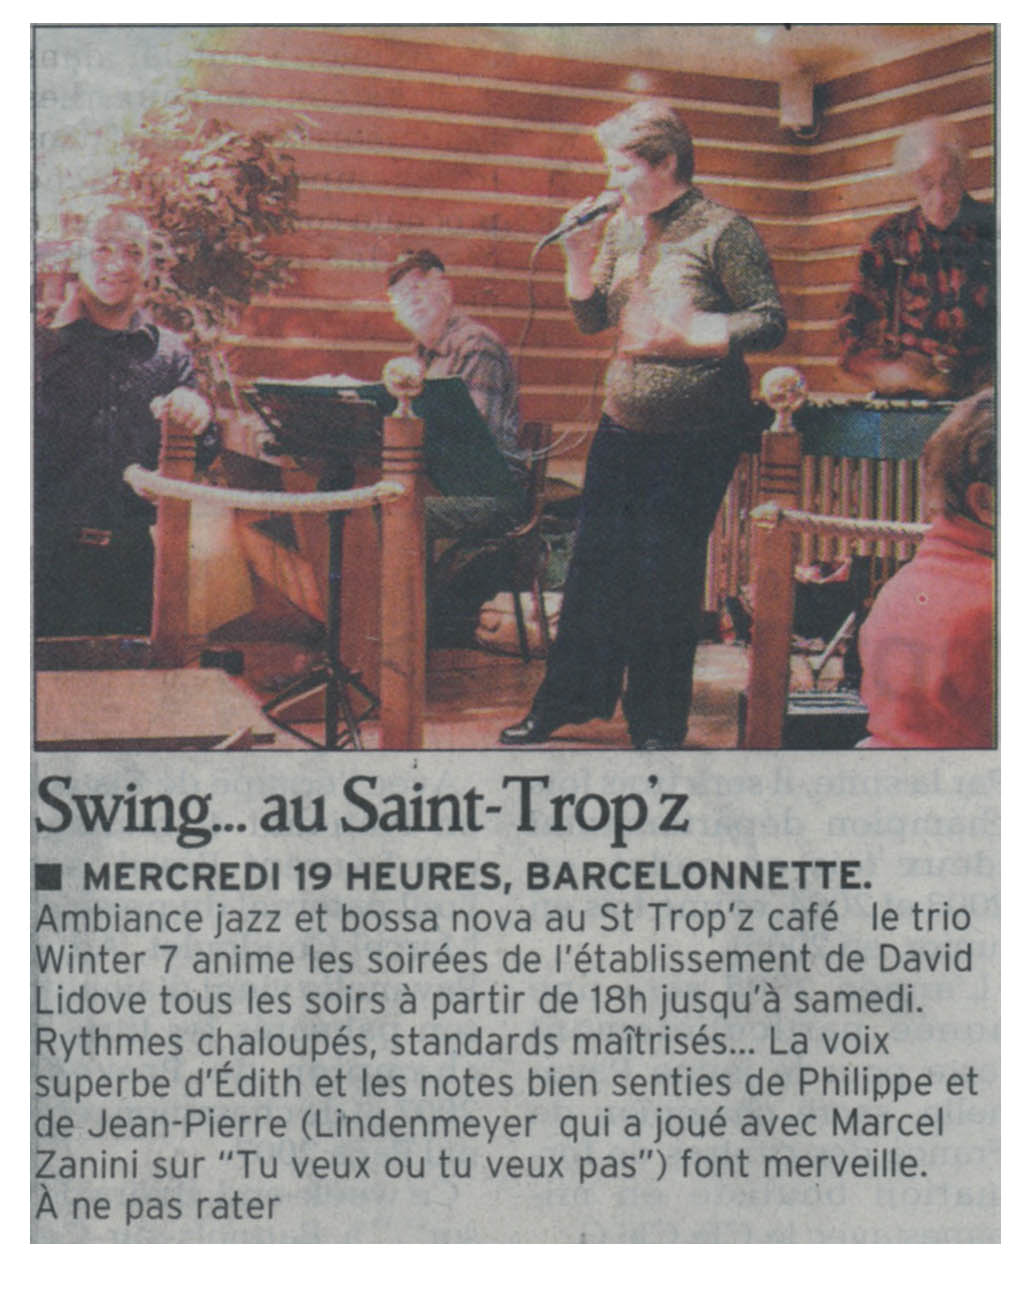 Swing... au Saint-Trop'z
■ MERCREDI 19 HEURES, BARCELONNETTE.
Ambiance jazz et bossa nova au St Trop'z café le trio
Winter 7 anime les soirées de l'établissement de David
Lidove tous les soirs à partir de 18h jusqu'à samedi.
Rythmes chaloupés, standards maîtrisés... La voix
superbe d'Édith et les notes bien senties de Philippe et
de Jean-Pierre (Lindenmeyer qui a joué avec Marcel
Zanini sur "Tu veux ou tu veux pas") font merveille.
À ne pas rater